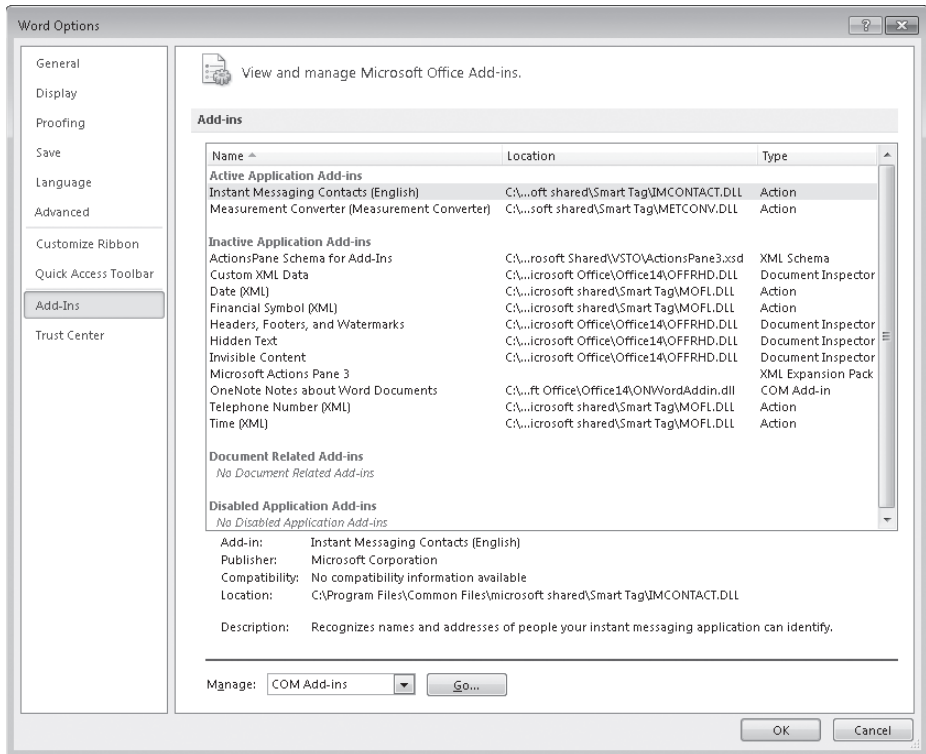 Word Options
General
Display
Proofing
Save
Language
Advanced
Customize Ribbon
Quick Access Toolbar
Add-Ins
Trust Center
View and manage Microsoft Office Add-ins.
Add-ins
Name Location Type
Active Application Add-ins
Instant Messaging Contacts (English) C:\...oft shared\Smart Tag\IMCONTACT.DLL Action
Measurement Converter (Measurement Converter) C:\...soft shared\Smart Tag\METCONV.DLL Action
Inactive Application Add-ins
ActionsPane Schema for Add-Ins C:\...rosoft Shared\VSTO\ActionsPane3.xsd XML Schema
Custom XML Data C:\...icrosoft Office\Office14\OFFRHD.DLL Document Inspector
Date (XML) C:\...icrosoft shared\Smart Tag\MOFL.DLL Action
Financial Symbol (XML) C:\...icrosoft shared\Smart Tag\MOFL.DLL Action
Headers, Footers, and Watermarks C:\...icrosoft Office\Office14\OFFRHD.DLL Document Inspector
Hidden Text C:\...icrosoft Office\Office14\OFFRHD.DLL Document Inspector
Invisible Content C:\...icrosoft Office\Office14\OFFRHD.DLL Document Inspector
Microsoft Actions Pane 3 XML Expansion Pack
OneNote Notes about Word Documents C:\...ft Office\Office14\ONWordAddin.dll COM Add-in
Telephone Number (XML) C:\...icrosoft shared\Smart Tag\MOFL.DLL Action
Time (XML) C:\...icrosoft shared\Smart Tag\MOFL.DLL Action
Document Related Add-ins
No Document Related Add-ins
Disabled Application Add-ins
No Disabled Application Add-ins
Add-in: Instant Messaging Contacts (English)
Publisher: Microsoft Corporation
Compatibility: No compatibility information available
Location: C:\Program Files\Common Files\microsoft shared\Smart Tag\IMCONTACT.DLL
Description: Recognizes names and addresses of people your instant messaging application can identify.
Manage: COM Add-ins Go...
OK Cancel